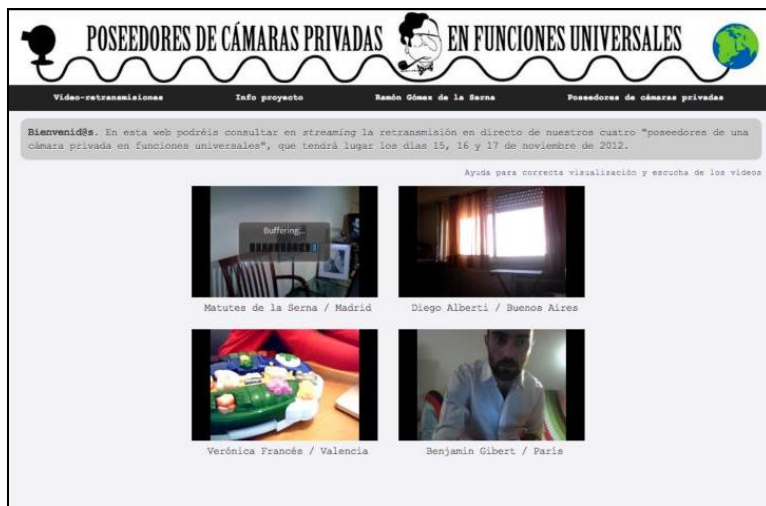 POSEEDORES DE CÁMARAS PRIVADAS EN FUNCIONES UNIVERSALES
Vídeo-retransmisiones Info proyecto Ramón Gómez de la Serna Poseedores de cámaras privadas
Bienvenid@s. En esta web podréis consultar en streaming la retransmisión en directo de nuestros cuatro "poseedores de una
cámara privada en funciones universales", que tendrá lugar los días 15, 16 y 17 de noviembre de 2012.
Ayuda para correcta visualización y escucha de los vídeos
Buffering...
Matutes de la Serna / Madrid
Diego Alberti / Buenos Aires
Verónica Francés / Valencia
Benjamin Gibert / París